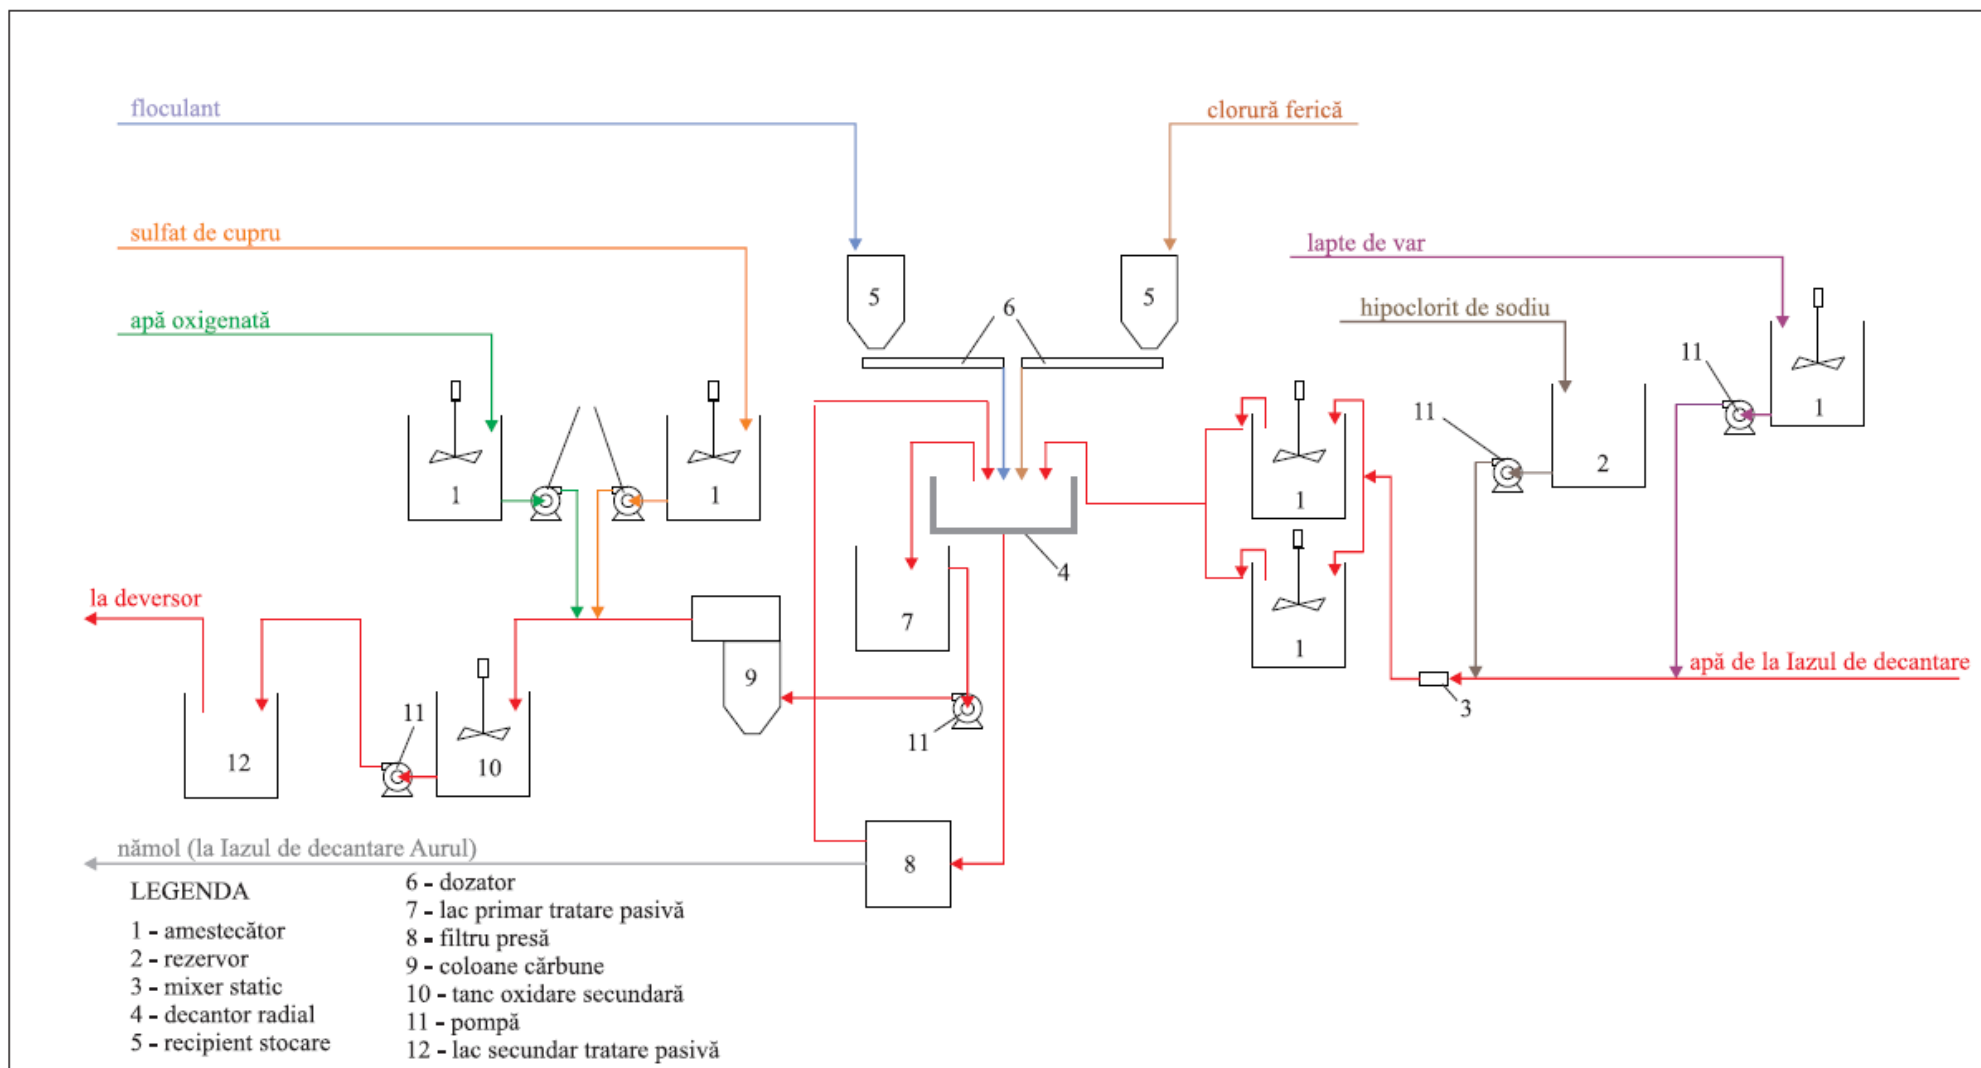 floculant
clorură ferică
sulfat de cupru
lapte de var
5
5
6
hipoclorit de sodiu
apă oxigenată
11
11
1
2
1
1
1
4
la deversor
7
1
apă de la Iazul de decantare
9
3
11
11
12
10
nămol (la Iazul de decantare Aurul)
8
LEGENDA
1 - amestecător
2 - rezervor
3 - mixer static
4 - decantor radial
5 - recipient stocare
6 - dozator
7 - lac primar tratare pasivă
8 - filtru presă
9 - coloane cărbune
10 - tanc oxidare secundară
11 - pompă
12 - lac secundar tratare pasivă